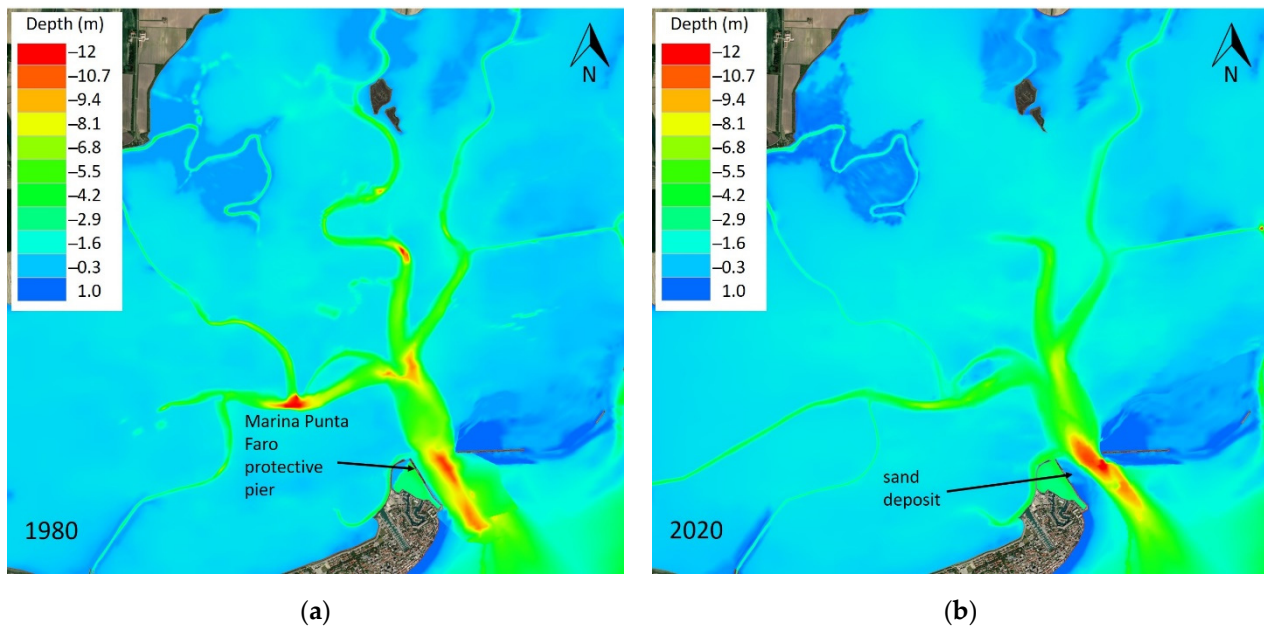 Depth (m)
–12
–10.7
–9.4
–8.1
–6.8
–5.5
–4.2
–2.9
–1.6
–0.3
1.0
N
Marina Punta
Faro
protective
pier
1980
(a)
Depth (m)
–12
–10.7
–9.4
–8.1
–6.8
–5.5
–4.2
–2.9
–1.6
–0.3
1.0
N
sand
deposit
2020
(b)